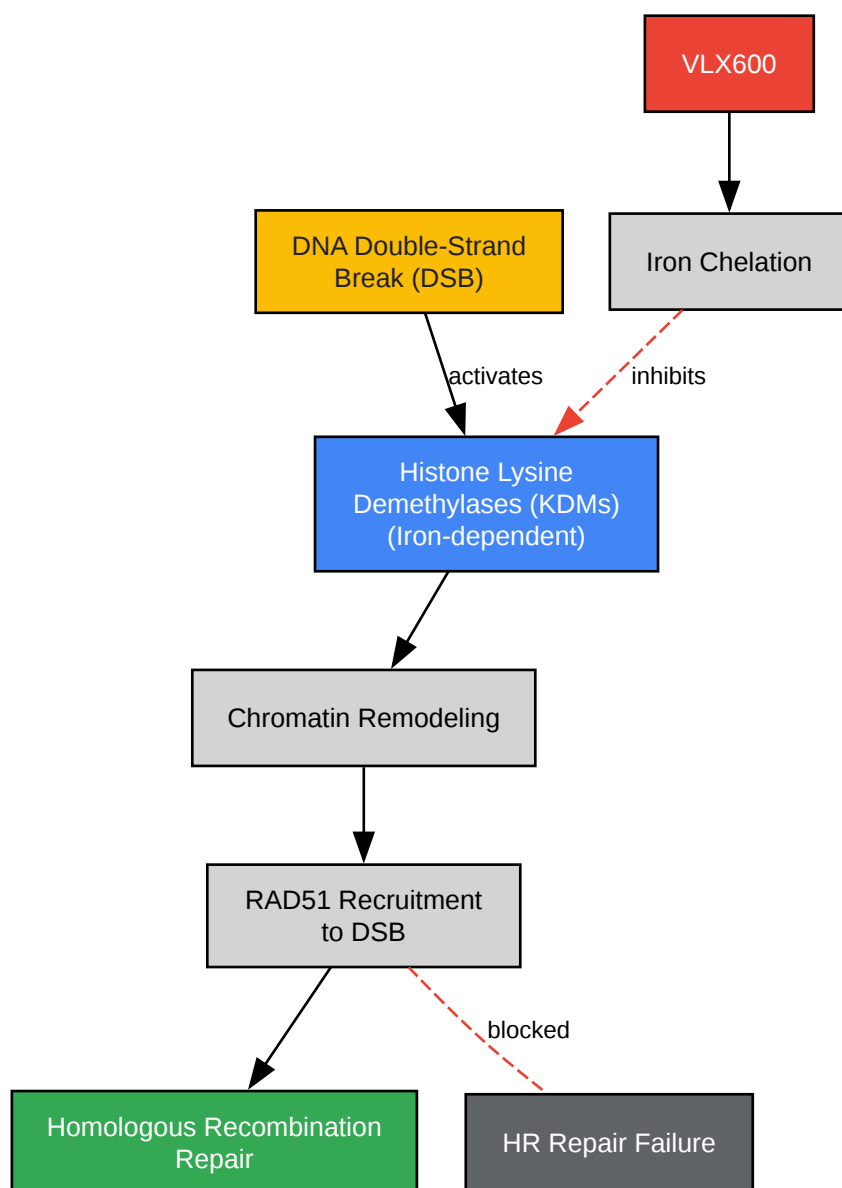 VLX600
DNA Double-Strand
Break (DSB)
Iron Chelation
activates
inhibits
Histone Lysine
Demethylases (KDMs)
(Iron-dependent)
Chromatin Remodeling
RAD51 Recruitment
to DSB
blocked
Homologous Recombination
Repair
HR Repair Failure